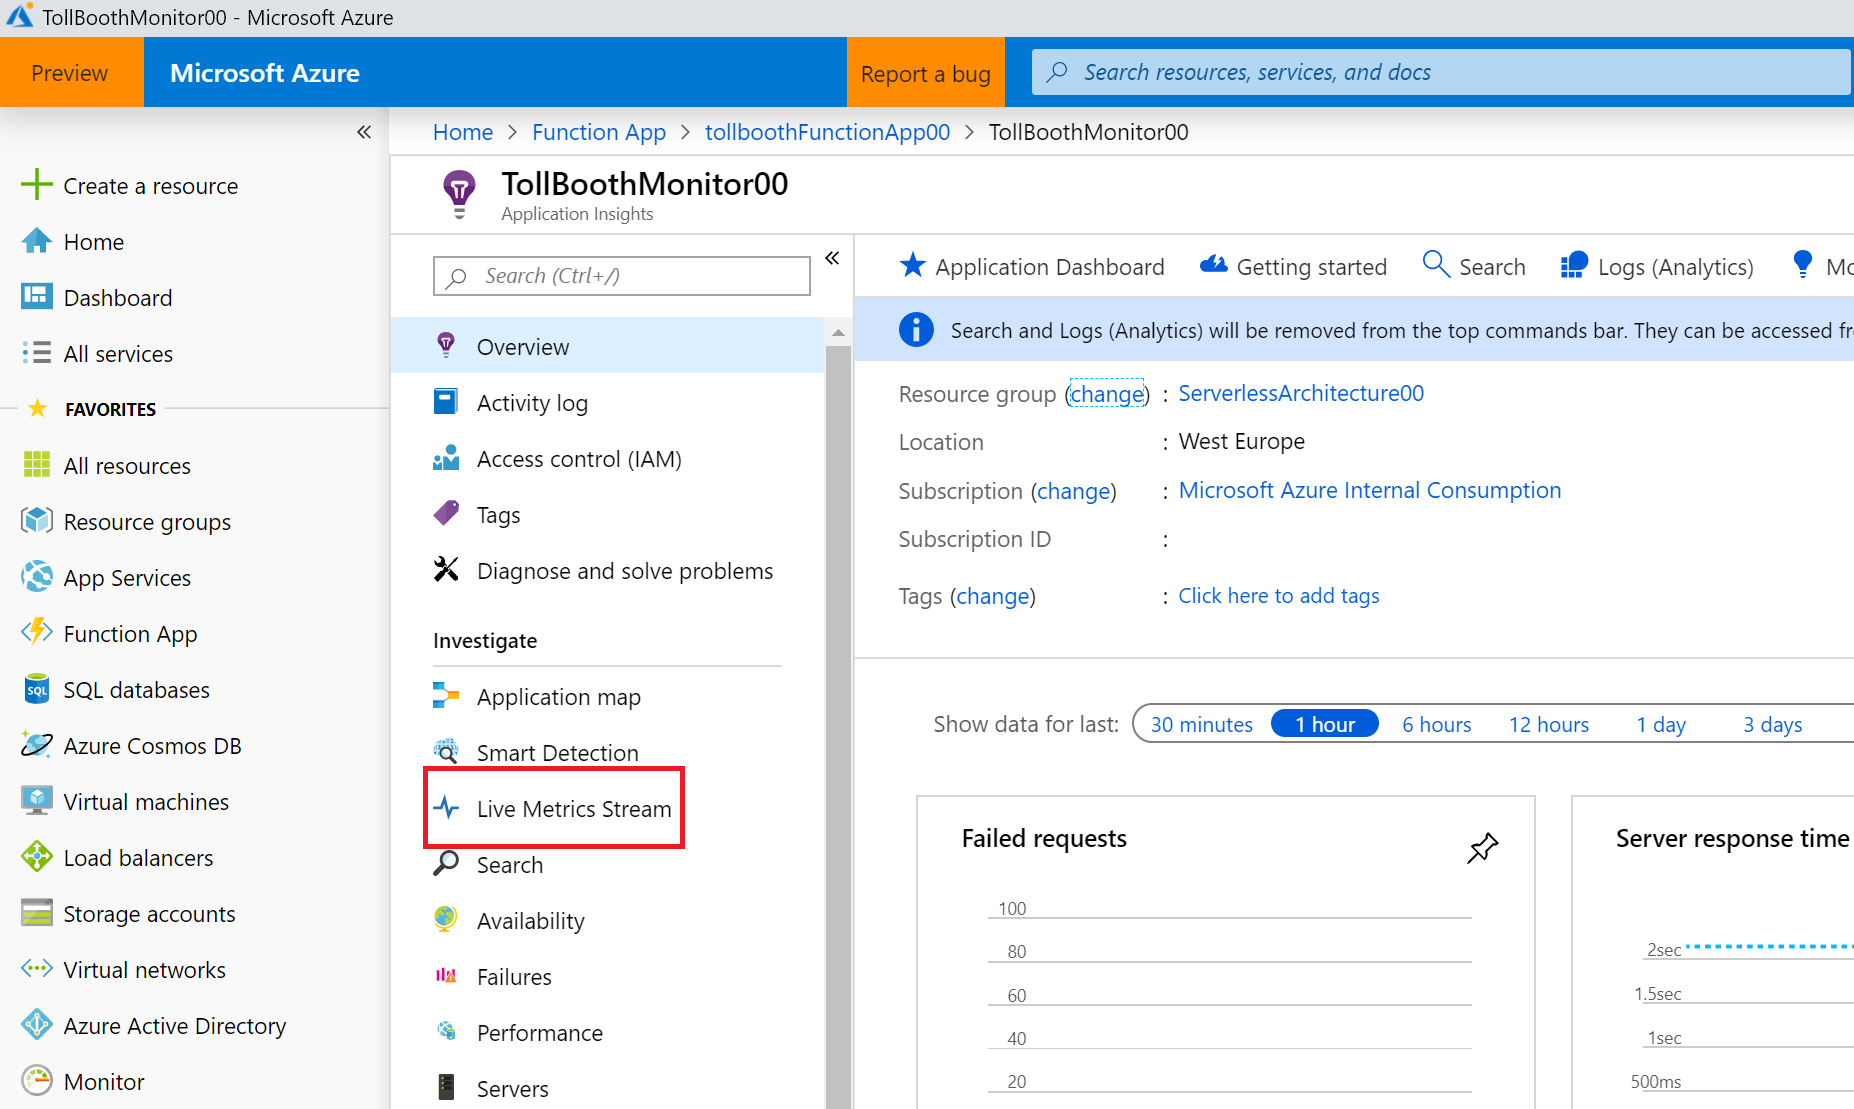 TollBoothMonitor00 - Microsoft Azure
Preview
Microsoft Azure
Report a bug
Search resources, services, and docs
Create a resource
Home
Dashboard
All services
FAVORITES
All resources
Resource groups
App Services
Function App
SQL databases
Azure Cosmos DB
Virtual machines
Load balancers
Storage accounts
Virtual networks
Azure Active Directory
Monitor
Home > Function App > tollboothFunctionApp00 > TollBoothMonitor00
TollBoothMonitor00
Application Insights
Search (Ctrl+/)
Overview
Activity log
Access control (IAM)
Tags
Diagnose and solve problems
Investigate
Application map
Smart Detection
Live Metrics Stream
Search
Availability
Failures
Performance
Servers
Application Dashboard
Getting started
Search
Logs (Analytics)
Mo
Search and Logs (Analytics) will be removed from the top commands bar. They can be accessed fr
Resource group (change) : ServerlessArchitecture00
Location : West Europe
Subscription (change) : Microsoft Azure Internal Consumption
Subscription ID :
Tags (change) : Click here to add tags
Show data for last: 30 minutes 1 hour 6 hours 12 hours 1 day 3 days
Failed requests
100
80
60
40
20
Server response time
2sec
1.5sec
1sec
500ms